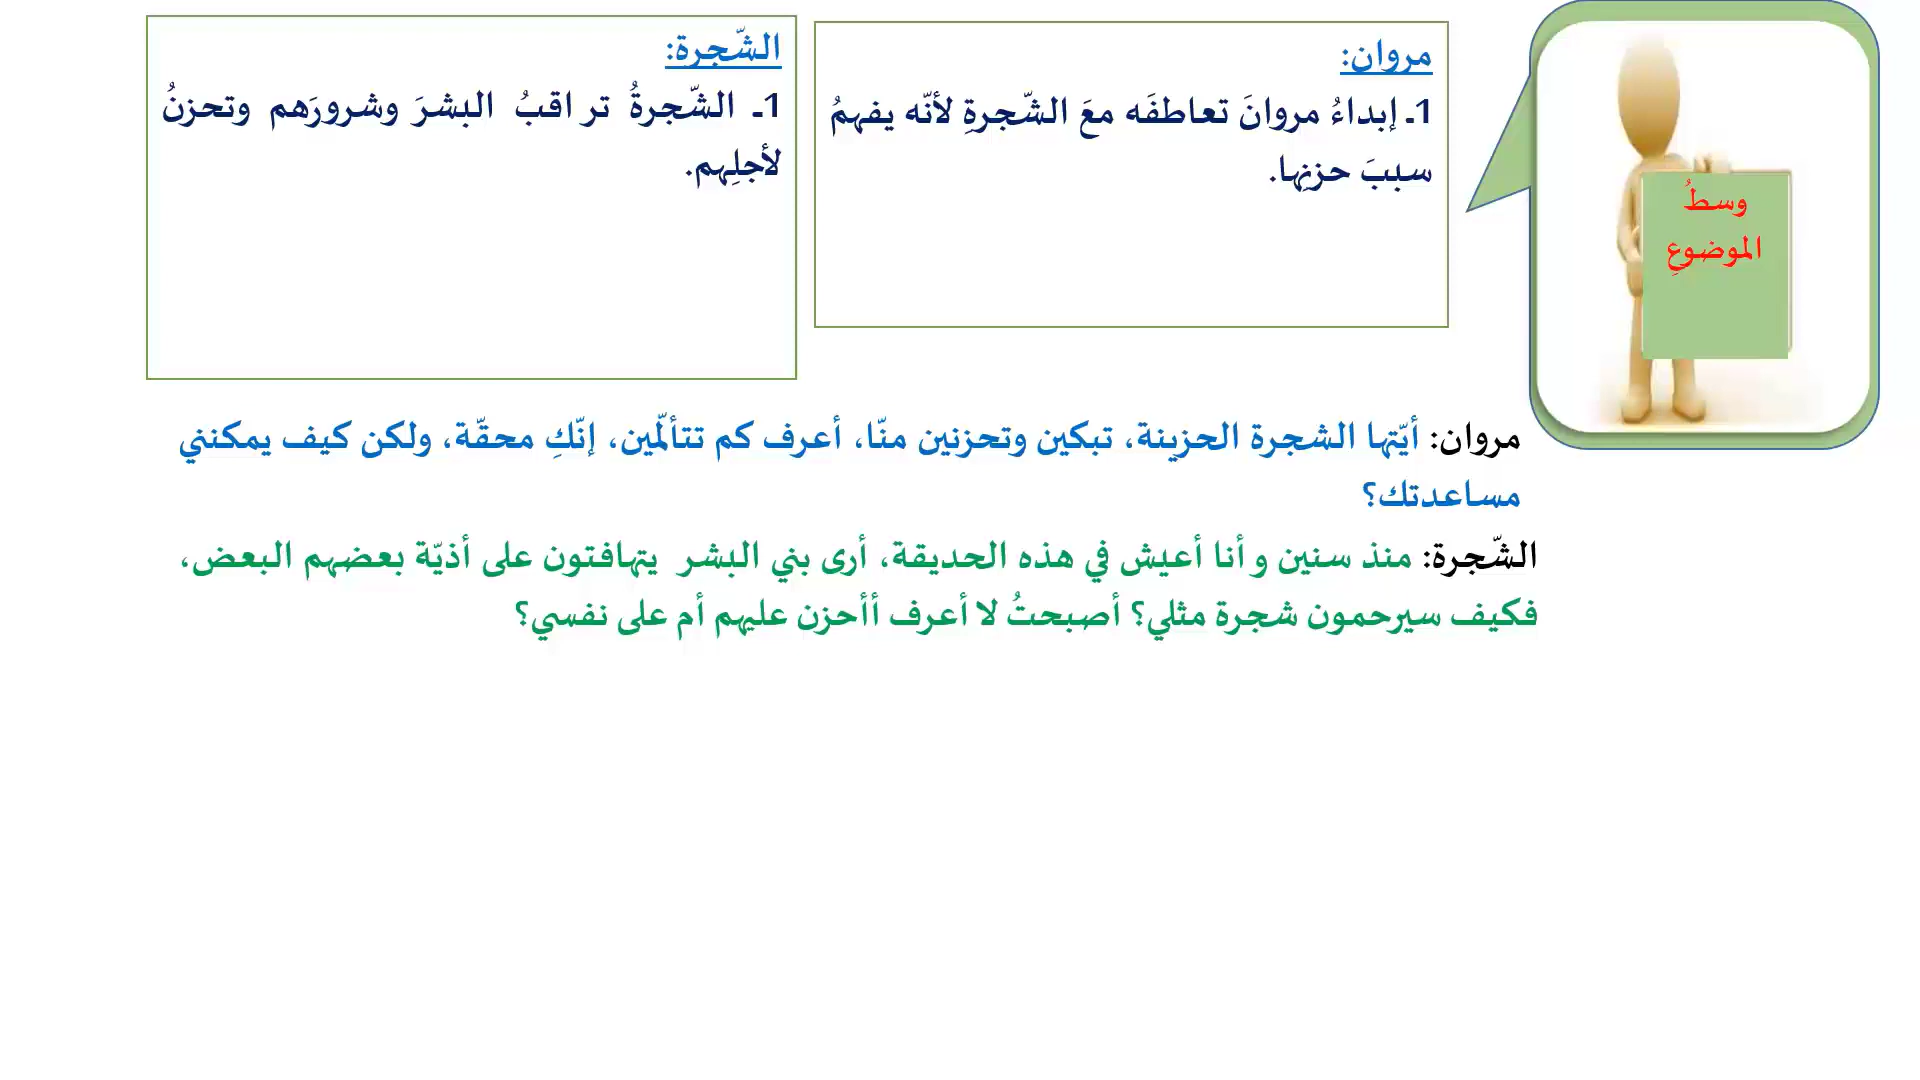 وسطُ
الموضوعِ
مروان:
1ـ إبداءُ مروانَ تعاطفَه معَ الشّجرةِ لأنّه يفهمُ
سببَ حزنِها.
الشّجرة:
1ـ الشّجرةُ تراقبُ البشرَ وشرورَهم وتحزنُ
لأجلِهم.
مروان: أيّتها الشجرة الحزينة، تبكين وتحزنين منّا، أعرف كم تتألّمين، إنّكِ محقّة، ولكن كيف يمكنني
مساعدتك؟
الشّجرة: منذ سنين وأنا أعيش في هذه الحديقة، أرى بني البشر يتهافتون على أذيّة بعضهم البعض،
فكيف سيرحمون شجرة مثلي؟ أصبحتُ لا أعرف أأحزن عليهم أم على نفسي؟